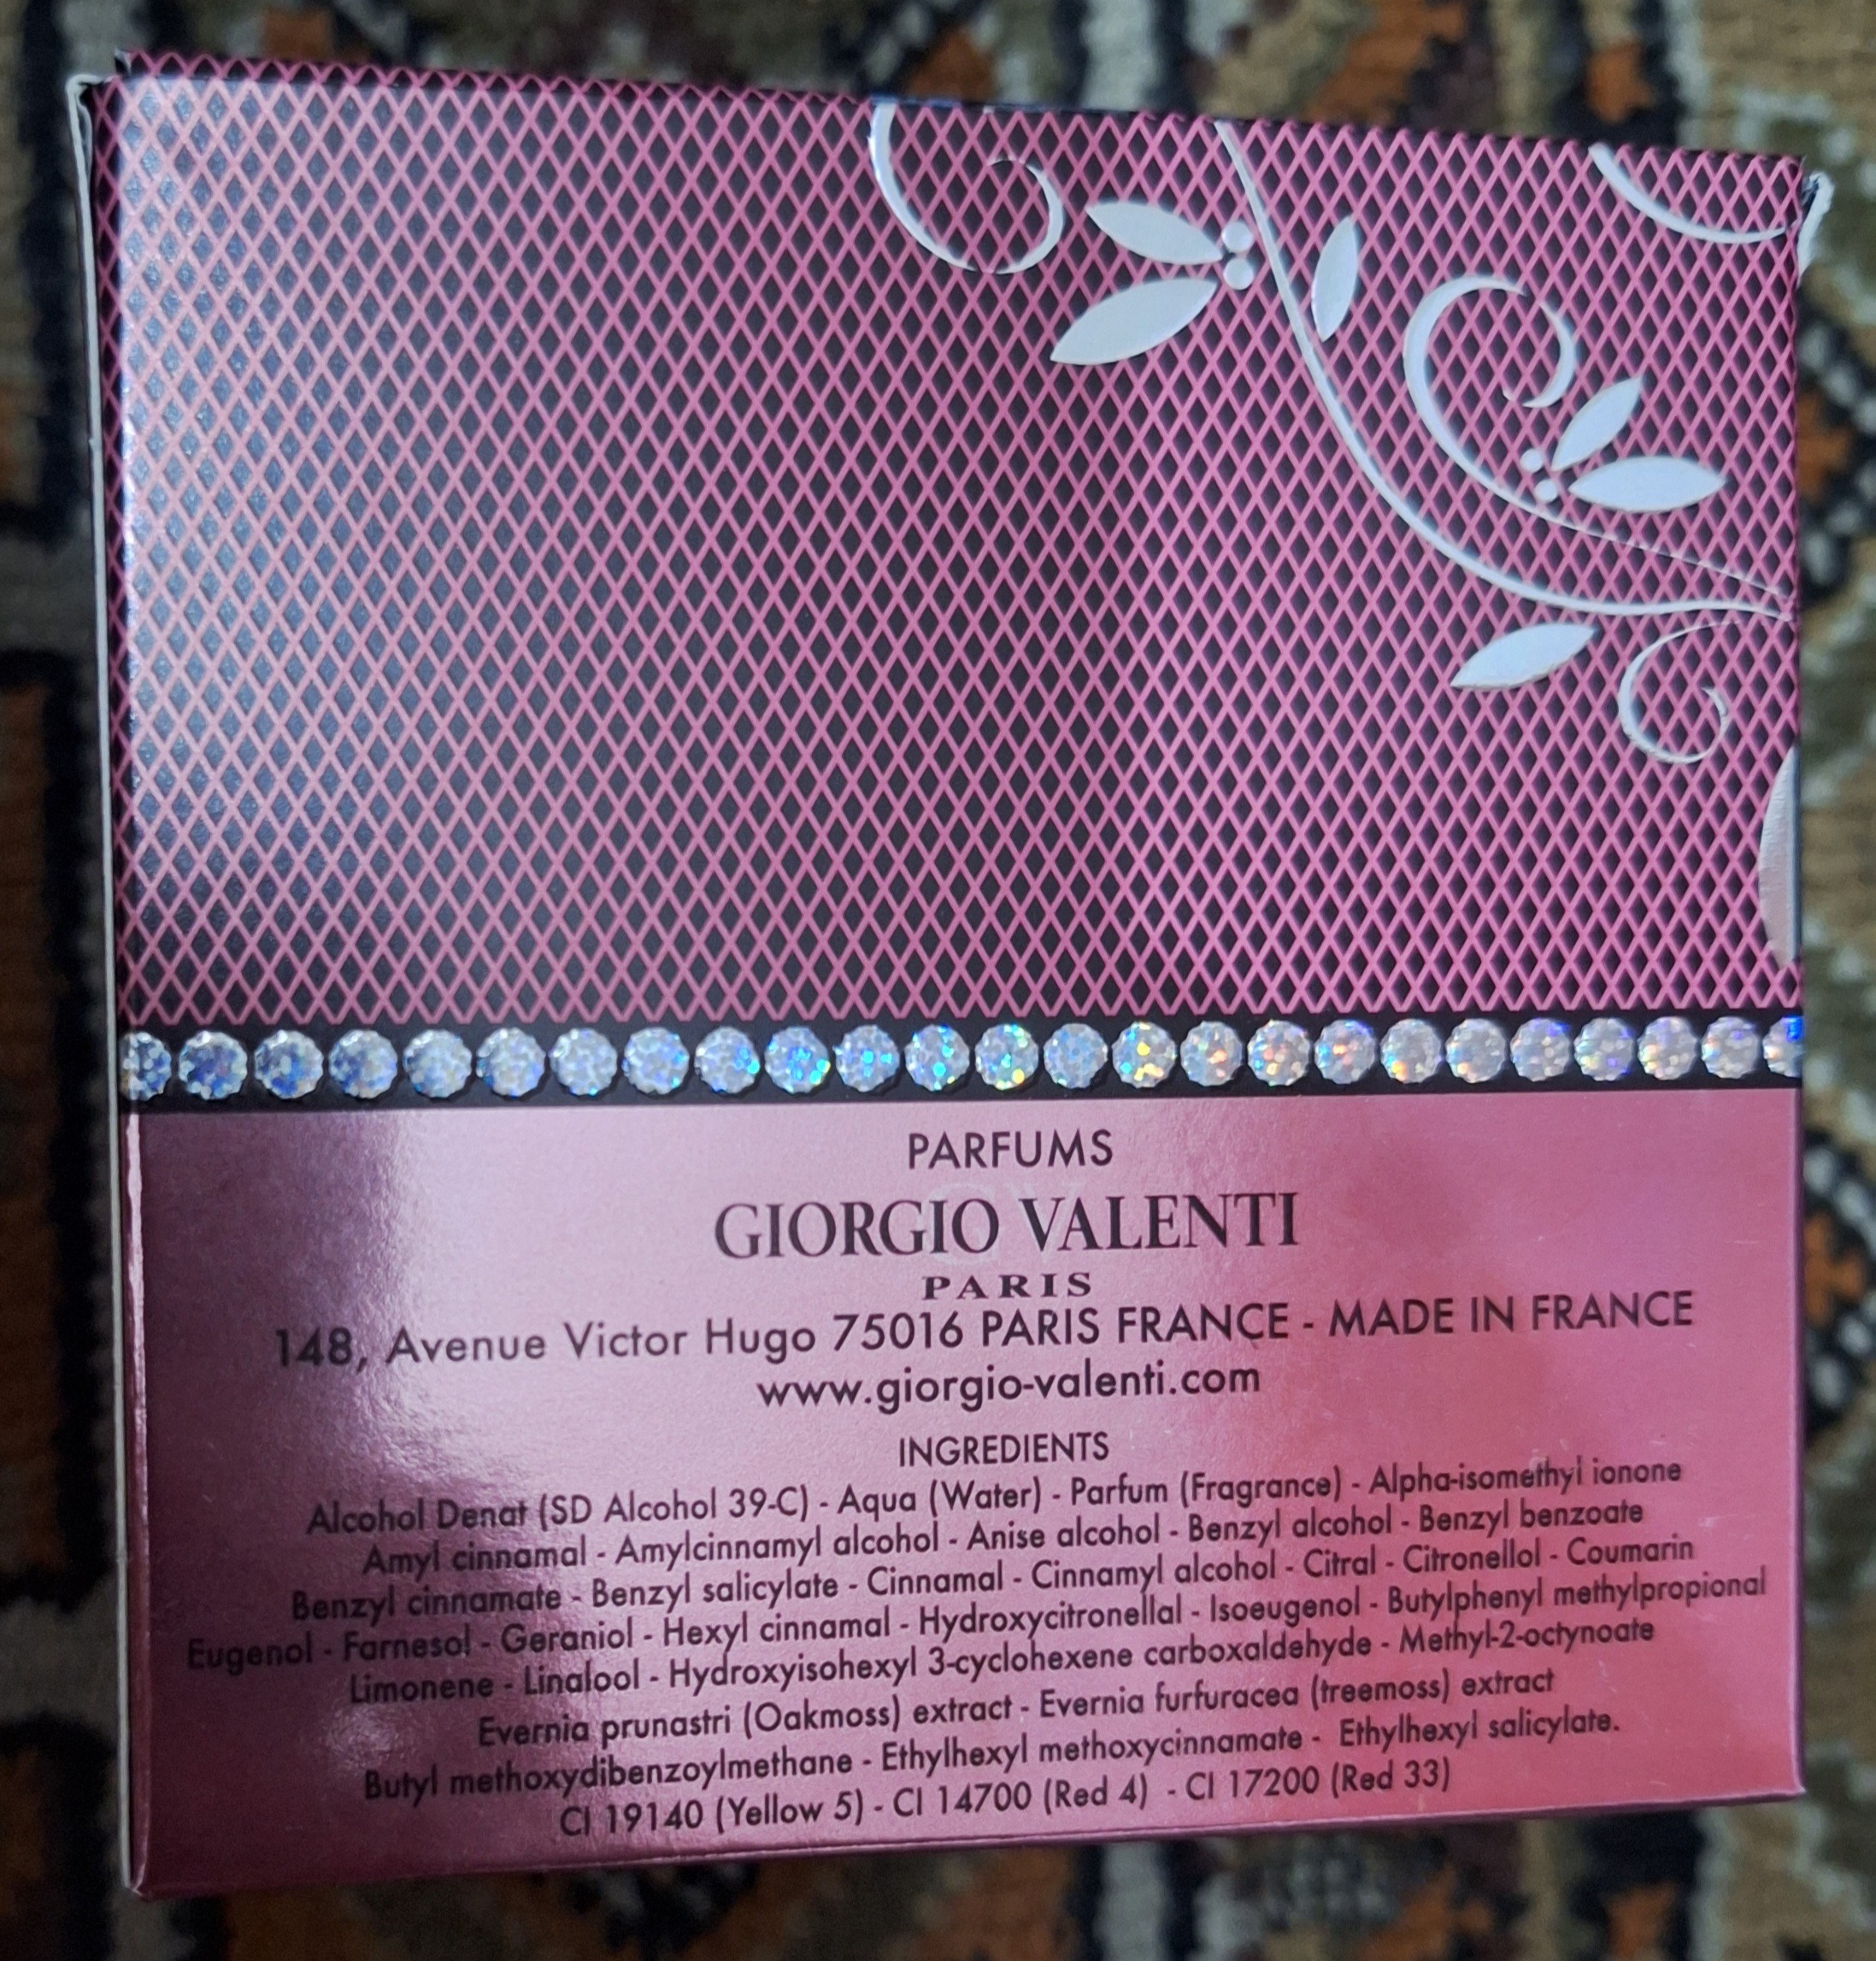 PARFUMS
GIORGIO VALENTI
PARIS
148, Avenue Victor Hugo 75016 PARIS FRANCE - MADE IN FRANCE
www.giorgio-valenti.com
INGREDIENTS
Alcohol Denat (SD Alcohol 39-C) - Aqua (Water) - Parfum (Fragrance) - Alpha-isomethyl ionone
Amyl cinnamal - Amylcinnamyl alcohol - Anise alcohol - Benzyl alcohol - Benzyl benzoate
Benzyl cinnamate - Benzyl salicylate - Cinnamal - Cinnamyl alcohol - Citral - Citronellol - Coumarin
Eugenol - Farnesol - Geraniol - Hexyl cinnamal - Hydroxycitronellal - Isoeugenol - Butylphenyl methylpropional
Limonene - Linalool - Hydroxyisohexyl 3-cyclohexene carboxaldehyde - Methyl-2-octynoate
Evernia prunastri (Oakmoss) extract - Evernia furfuracea (treemoss) extract
Butyl methoxydibenzoylmethane - Ethylhexyl methoxycinnamate - Ethylhexyl salicylate.
CI 19140 (Yellow 5) - CI 14700 (Red 4) - CI 17200 (Red 33)